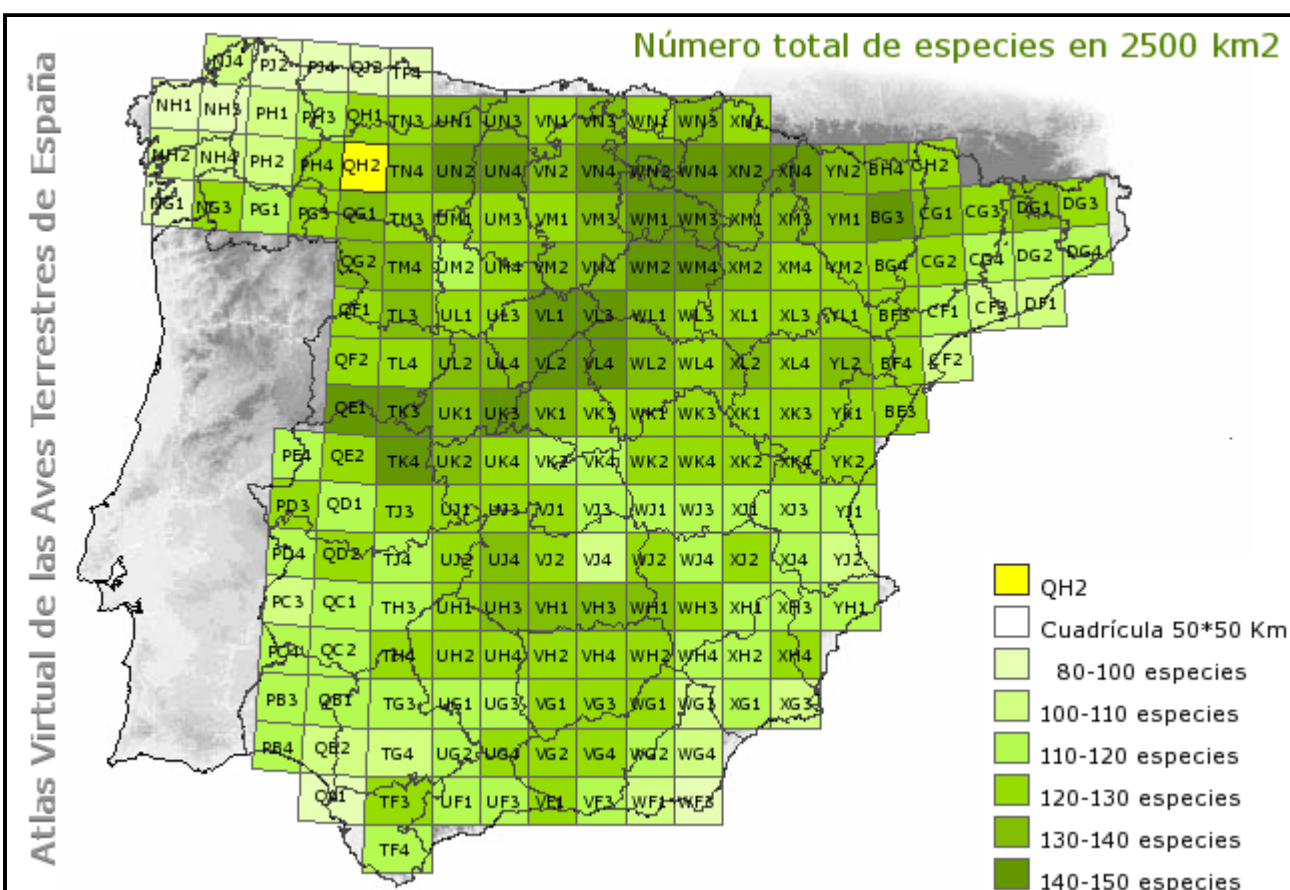 Número total de especies en 2500 km2
Atlas Virtual de las Aves Terrestres de España
NJ4 PJ2 PJ4 QJ2 TP4
NH1 NH3 PH1 PH3 QH1 TN3 UN1 UN3 VN1 VN3 WN1 WN3 XN1
NH2 NH4 PH2 PH4 QH2 TN4 UN2 UN4 VN2 VN4 WN2 WN4 XN2 XN4 YN2 BH4 CH2
NG1 NG3 PG1 PG3 QG1 TM3 UM1 UM3 VM1 VM3 WM1 WM3 XM1 XM3 YM1 BG3 CG1 CG3 DG1 DG3
QG2 TM4 UM2 UM4 VM2 VM4 WM2 WM4 XM2 XM4 YM2 BG4 CG2 CG4 DG2 DG4
QF1 TL3 UL1 UL3 VL1 VL3 WL1 WL3 XL1 XL3 YL1 BF3 CF1 CF3 DF1
QF2 TL4 UL2 UL4 VL2 VL4 WL2 WL4 XL2 XL4 YL2 BF4 CF2
QE1 TK3 UK1 UK3 VK1 VK3 WK1 WK3 XK1 XK3 YK1 BE3
PE4 QE2 TK4 UK2 UK4 VK2 VK4 WK2 WK4 XK2 XK4 YK2
PD3 QD1 TJ3 UJ1 UJ3 VJ1 VJ3 WJ1 WJ3 XJ1 XJ3 YJ1
PD4 QD2 TJ4 UJ2 UJ4 VJ2 VJ4 WJ2 WJ4 XJ2 XJ4 YJ2
PC3 QC1 TH3 UH1 UH3 VH1 VH3 WH1 WH3 XH1 XH3 YH1
PC4 QC2 TH4 UH2 UH4 VH2 VH4 WH2 WH4 XH2 XH4
PB3 QB1 TG3 UG1 UG3 VG1 VG3 WG1 WG3 XG1 XG3
PB4 QB2 TG4 UG2 UG4 VG2 VG4 WG2 WG4
QA1 TF3 UF1 UF3 VF1 VF3 WF1 WF3
TF4
QH2
Cuadrícula 50*50 Km
80-100 especies
100-110 especies
110-120 especies
120-130 especies
130-140 especies
140-150 especies